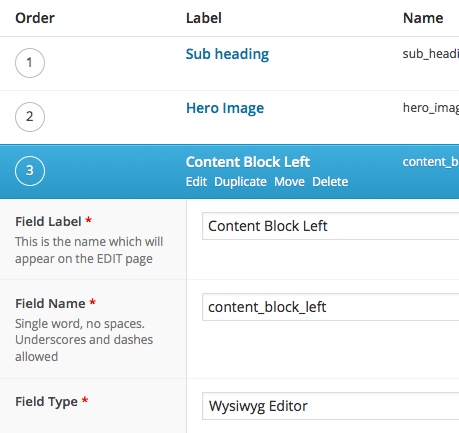 Order Label Name
1 Sub heading sub_headi
2 Hero Image hero_imag
3 Content Block Left content_b
Edit Duplicate Move Delete
Field Label *
This is the name which will
appear on the EDIT page
Content Block Left
Field Name *
Single word, no spaces.
Underscores and dashes
allowed
content_block_left
Field Type *
Wysiwyg Editor